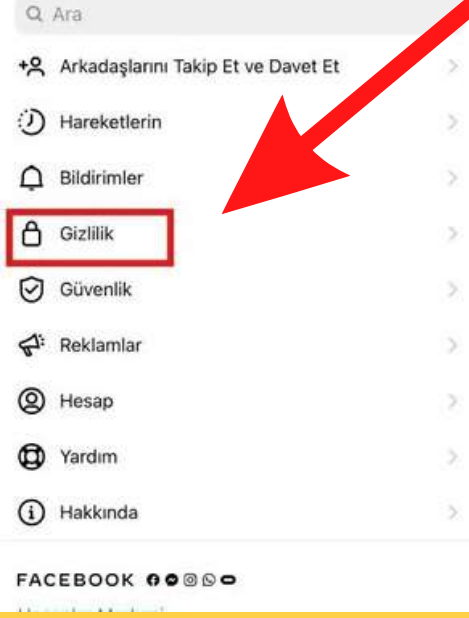 Ara
Arkadaşlarını Takip Et ve Davet Et
Hareketlerin
Bildirimler
Gizlilik
Güvenlik
Reklamlar
Hesap
Yardım
Hakkında
FACEBOOK